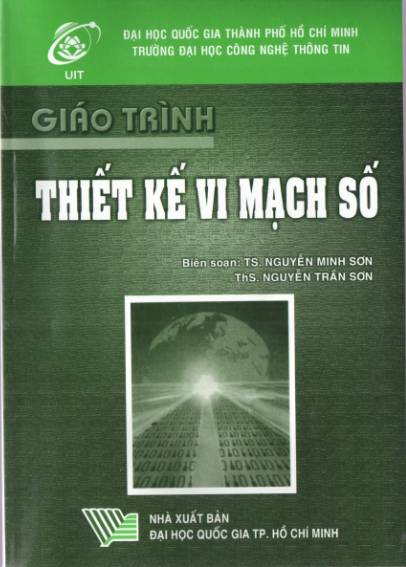 ĐẠI HỌC QUỐC GIA THÀNH PHỐ HỒ CHÍ MINH
TRƯỜNG ĐẠI HỌC CÔNG NGHỆ THÔNG TIN
UIT
GIÁO TRÌNH
THIẾT KẾ VI MẠCH SỐ
Biên soạn: TS. NGUYỄN MINH SƠN
ThS. NGUYỄN TRẦN SƠN
NHÀ XUẤT BẢN
ĐẠI HỌC QUỐC GIA TP. HỒ CHÍ MINH